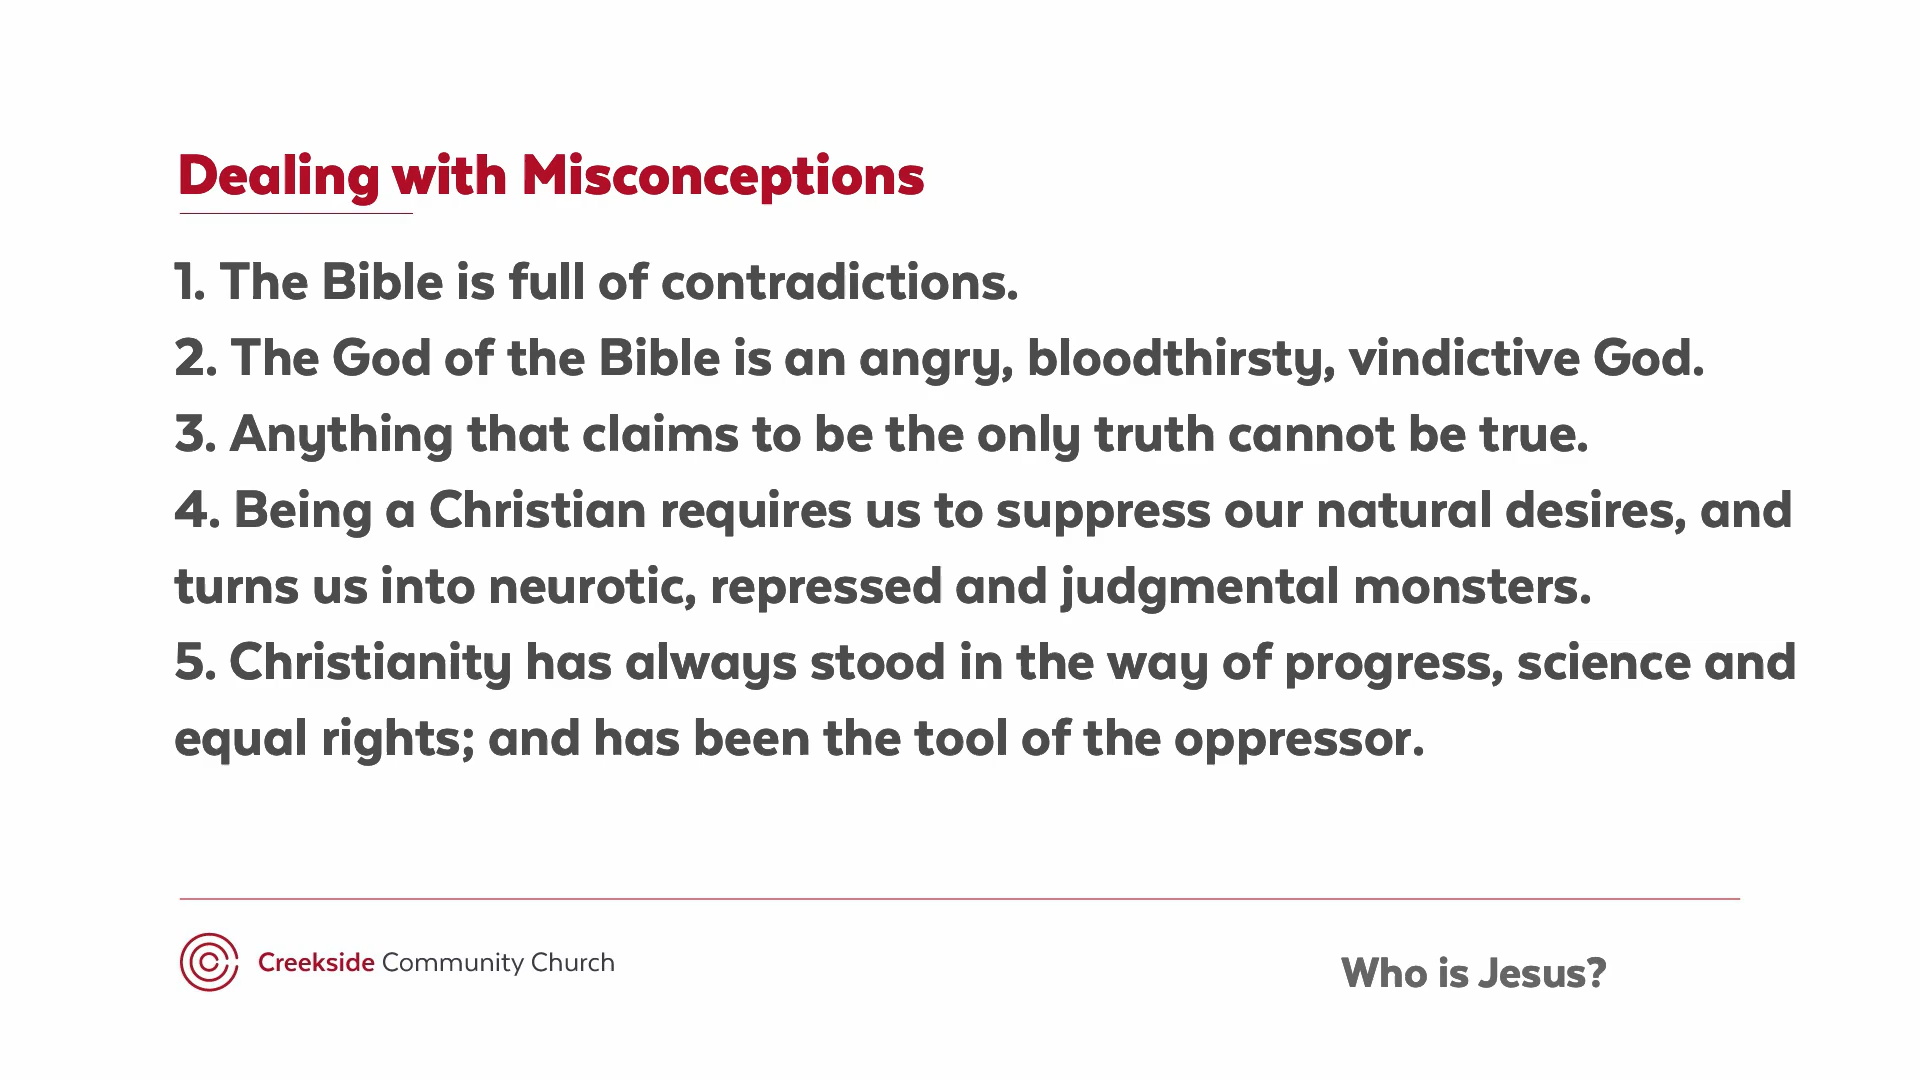 Dealing with Misconceptions
1. The Bible is full of contradictions.
2. The God of the Bible is an angry, bloodthirsty, vindictive God.
3. Anything that claims to be the only truth cannot be true.
4. Being a Christian requires us to suppress our natural desires, and
turns us into neurotic, repressed and judgmental monsters.
5. Christianity has always stood in the way of progress, science and
equal rights; and has been the tool of the oppressor.
Creekside Community Church
Who is Jesus?